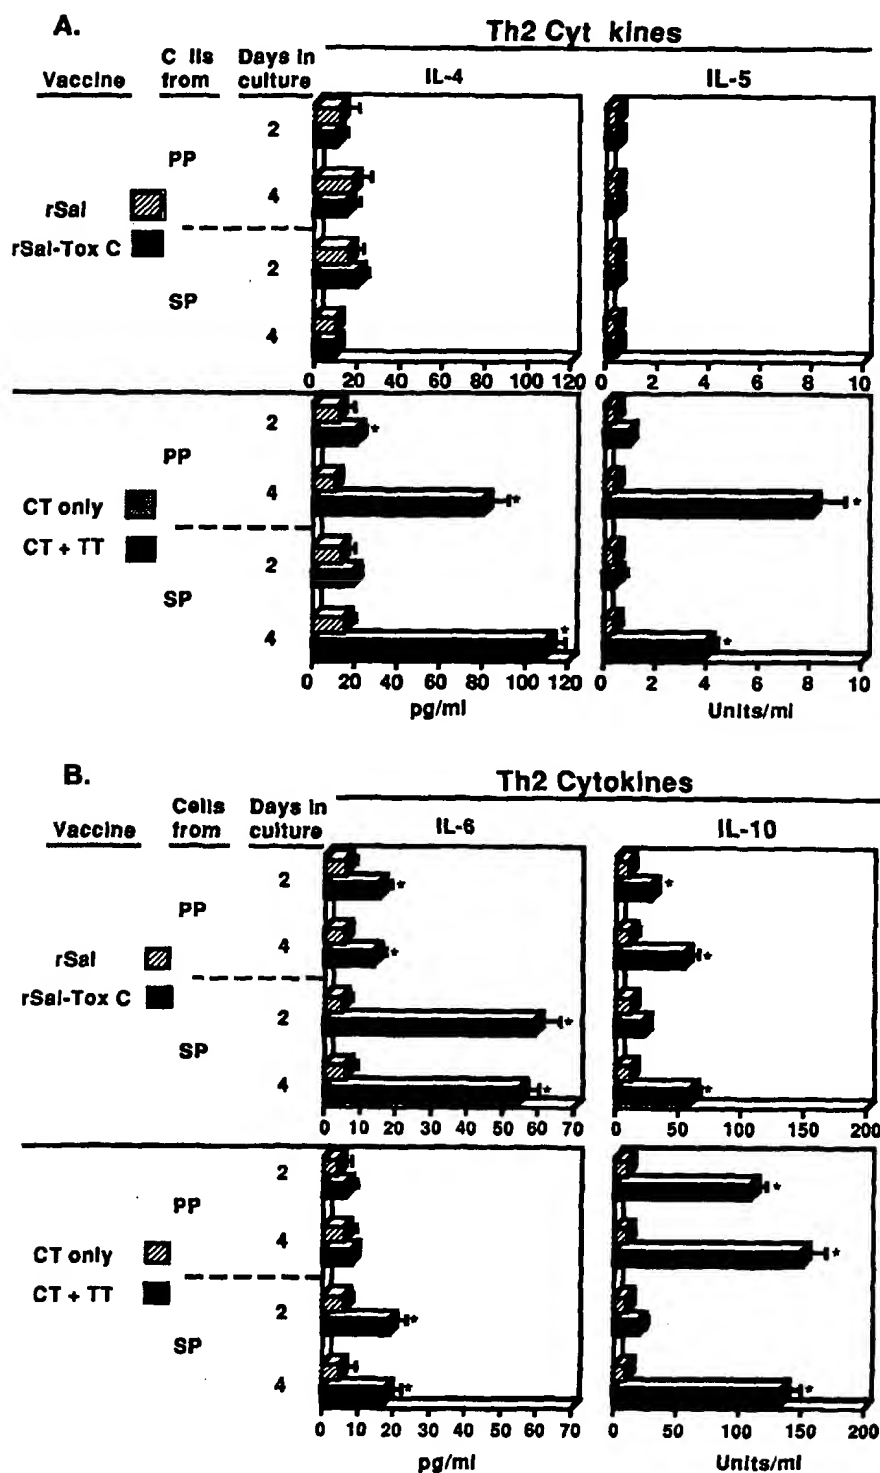 A.
Th2 Cyt kines
C lls Days in
Vaccine from culture IL-4 IL-5
2
PP
4
rSal
rSal-Tox C
2
SP
4
0 20 40 60 80 100 120 0 2 4 6 8 10
2 *
PP
4 * *
CT only
CT + TT
2
SP
4 * *
0 20 40 60 80 100 120 0 2 4 6 8 10
pg/ml Units/ml
B.
Th2 Cytokines
Cells Days in
Vaccine from culture IL-6 IL-10
2 * *
PP
4 * *
rSal
rSal-Tox C
2 *
SP
4 * *
0 10 20 30 40 50 60 70 0 50 100 150 200
2 *
PP
4 *
CT only
CT + TT
2 *
SP
4 * *
0 10 20 30 40 50 60 70 0 50 100 150 200
pg/ml Units/ml